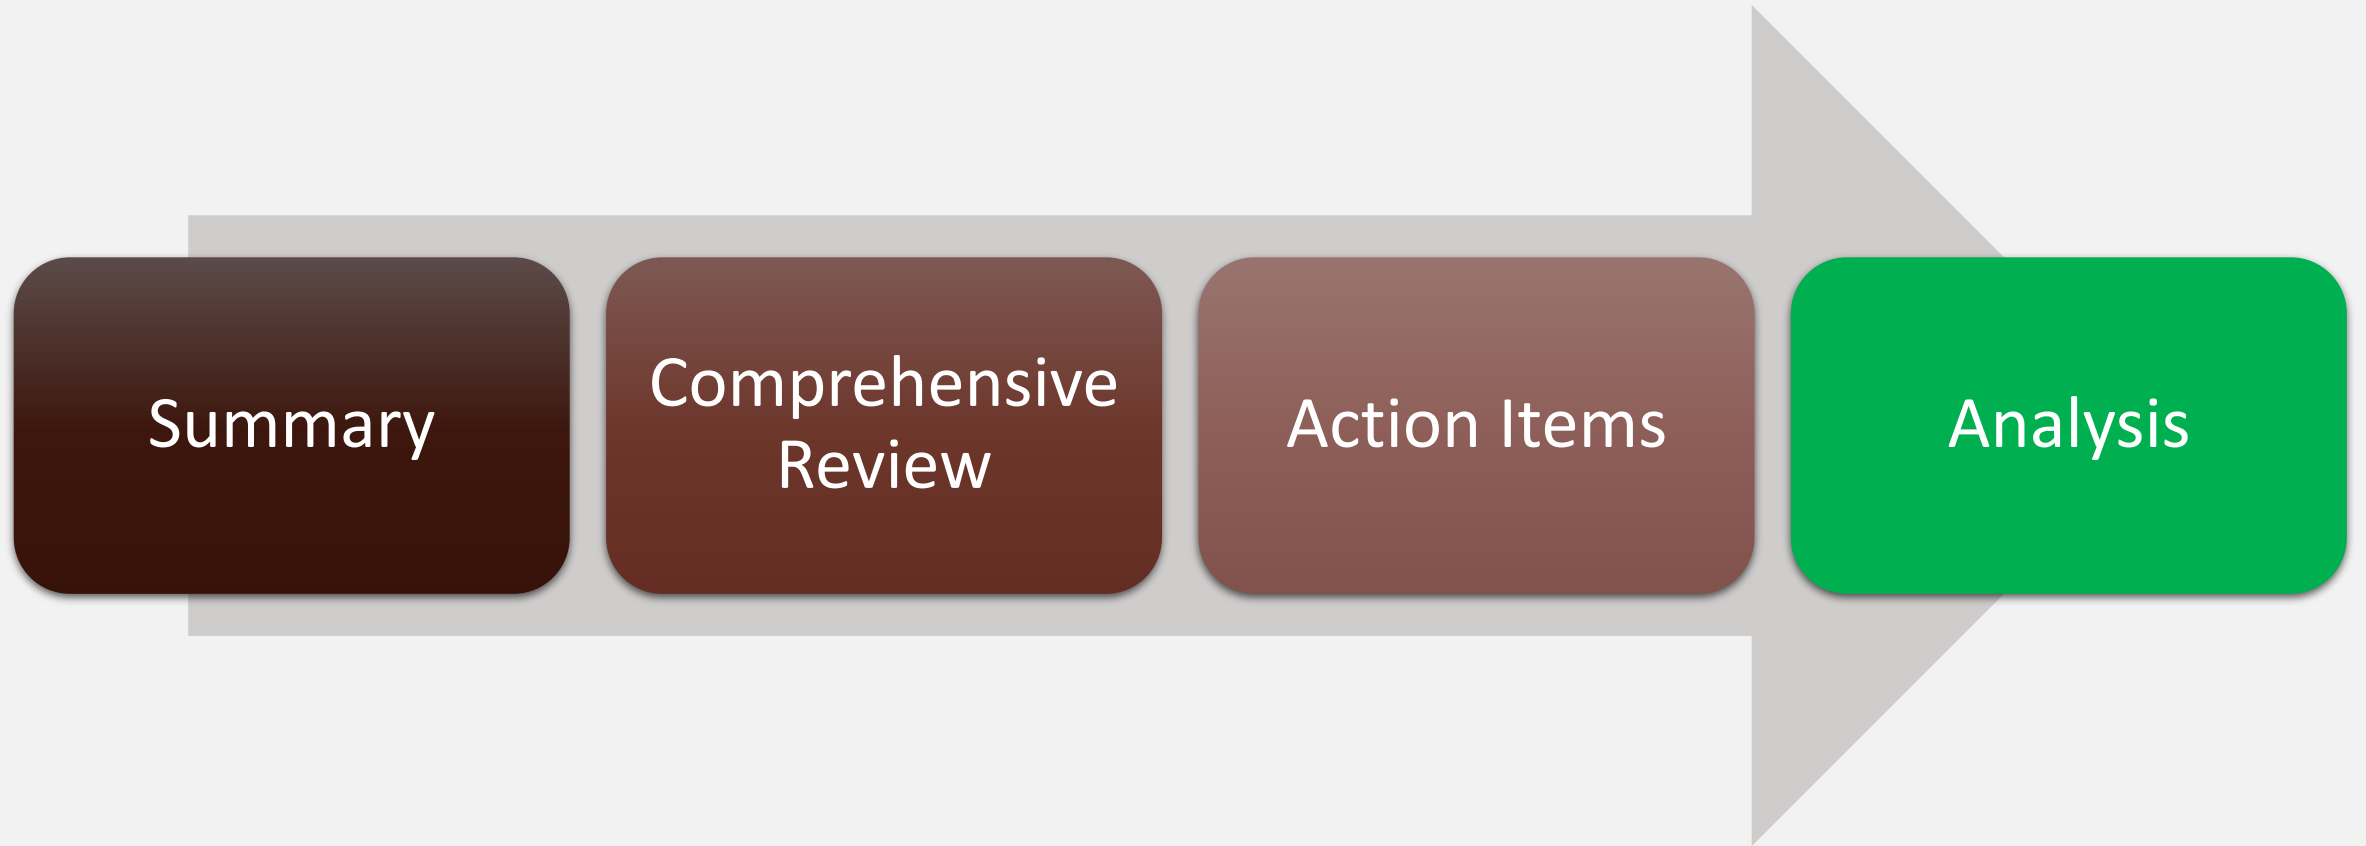 Summary
Comprehensive
Review
Action Items
Analysis